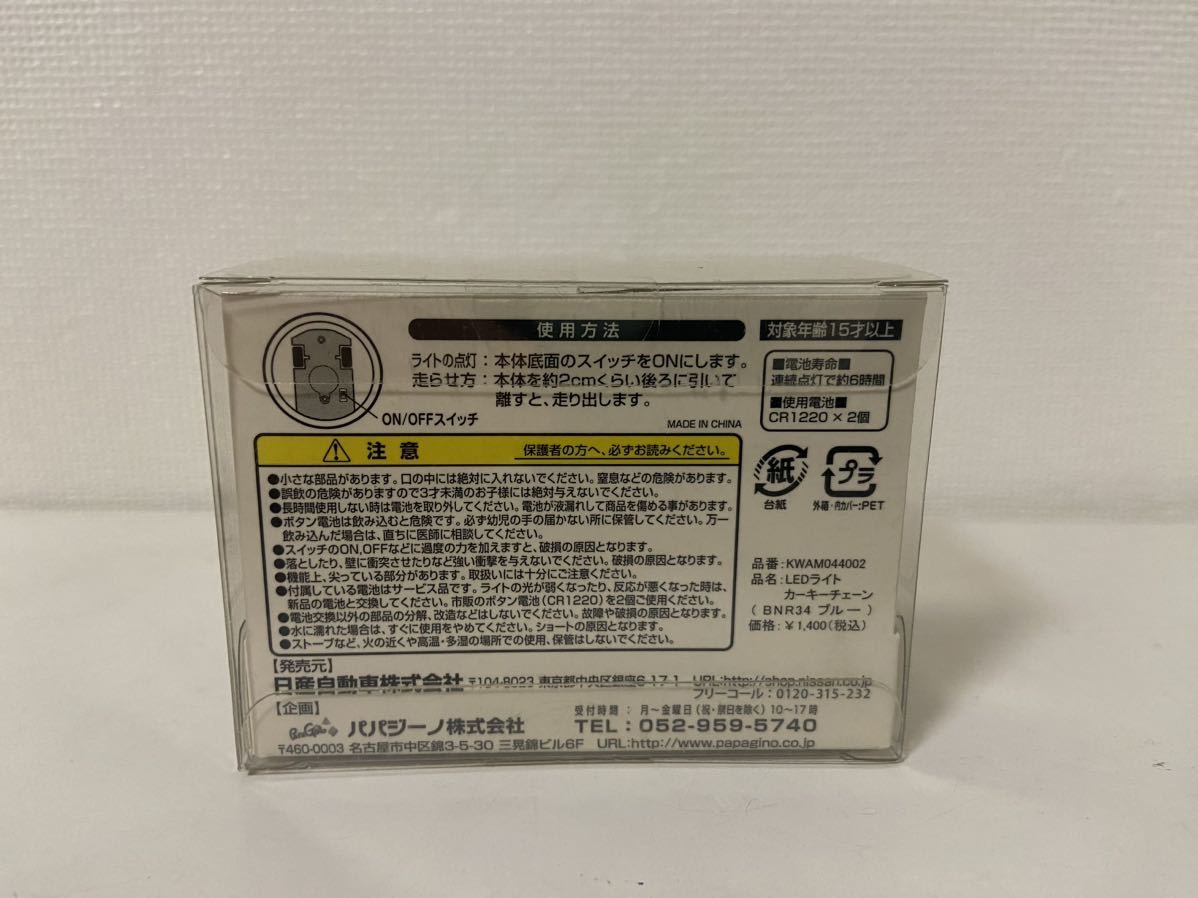 使用方法
ライトの点灯：本体底面のスイッチをONにします。
走らせ方：本体を約2cmくらい後ろに引いて
離すと、走り出します。
ON/OFFスイッチ
MADE IN CHINA
対象年齢15才以上
■電池寿命■
連続点灯で約6時間
■使用電池■
CR1220×2個
注意 保護者の方へ、必ずお読みください。
●小さな部品があります。口の中には絶対に入れないでください。窒息などの危険があります。
●誤飲の危険がありますので3才未満のお子様には絶対与えないでください。
●長時間使用しない時は電池を取り外してください。電池が液漏れして商品を傷める事があります。
●ボタン電池は飲み込むと危険です。必ず幼児の手の届かない所に保管してください。万一
飲み込んだ場合は、直ちに医師に相談してください。
●スイッチのON,OFFなどに過度の力を加えますと、破損の原因となります。
●落としたり、壁に衝突させたりなど強い衝撃を与えないでください。破損の原因となります。
●機能上、尖っている部分があります。取扱いには十分にご注意ください。
●付属している電池はサービス品です。ライトの光が弱くなったり、反応が悪くなった時は、
新品の電池と交換してください。市販のボタン電池（CR1220）を2個ご使用ください。
●電池交換以外の部品の分解、改造などはしないでください。故障や破損の原因となります。
●水に濡れた場合は、すぐに使用をやめてください。ショートの原因となります。
●ストーブなど、火の近くや高温・多湿の場所での使用、保管はしないでください。
紙
台紙
プラ
外箱・内カバー：PET
品番：KWAM044002
品名：LEDライト
カーキーチェーン
（BNR34 ブルー）
価格：￥1,400（税込）
【発売元】
日産自動車株式会社 〒104-8023 東京都中央区銀座6-17-1 URL:http://shop.nissan.co.jp
フリーコール：0120-315-232
【企画】
PapaGino パパジーノ株式会社
受付時間：月～金曜日（祝・祭日を除く）10～17時
TEL：052-959-5740
〒460-0003 名古屋市中区錦3-5-30 三晃錦ビル6F URL:http://www.papagino.co.jp